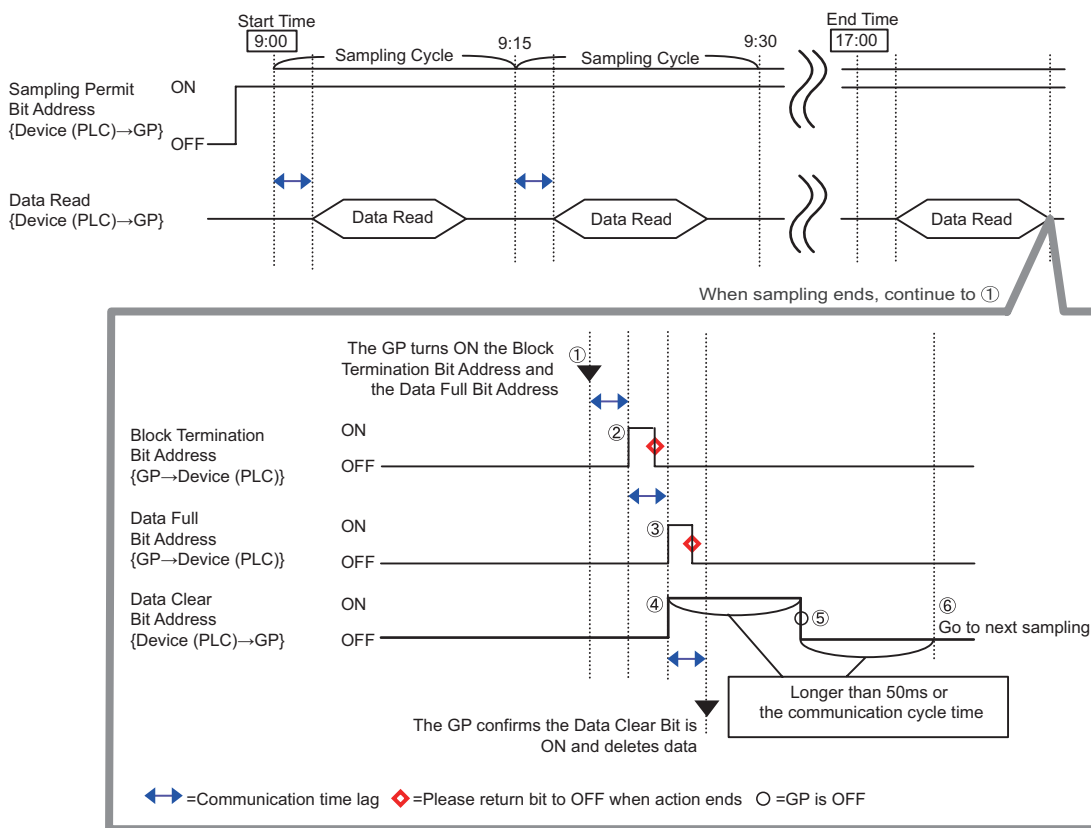 Start Time
End Time
9:00
Sampling Cycle
9:15
Sampling Cycle
9:30
17:00
Sampling Permit
Bit Address
{Device (PLC)→GP}
ON
OFF
Data Read
{Device (PLC)→GP}
Data Read
Data Read
Data Read
When sampling ends, continue to ①
The GP turns ON the Block
Termination Bit Address and
the Data Full Bit Address
①
Block Termination
Bit Address
{GP→Device (PLC)}
ON
OFF
②
Data Full
Bit Address
{GP→Device (PLC)}
ON
OFF
③
Data Clear
Bit Address
{Device (PLC)→GP}
ON
OFF
④
⑤
⑥
Go to next sampling
Longer than 50ms or
the communication cycle time
The GP confirms the Data Clear Bit is
ON and deletes data
=Communication time lag
=Please return bit to OFF when action ends
=GP is OFF